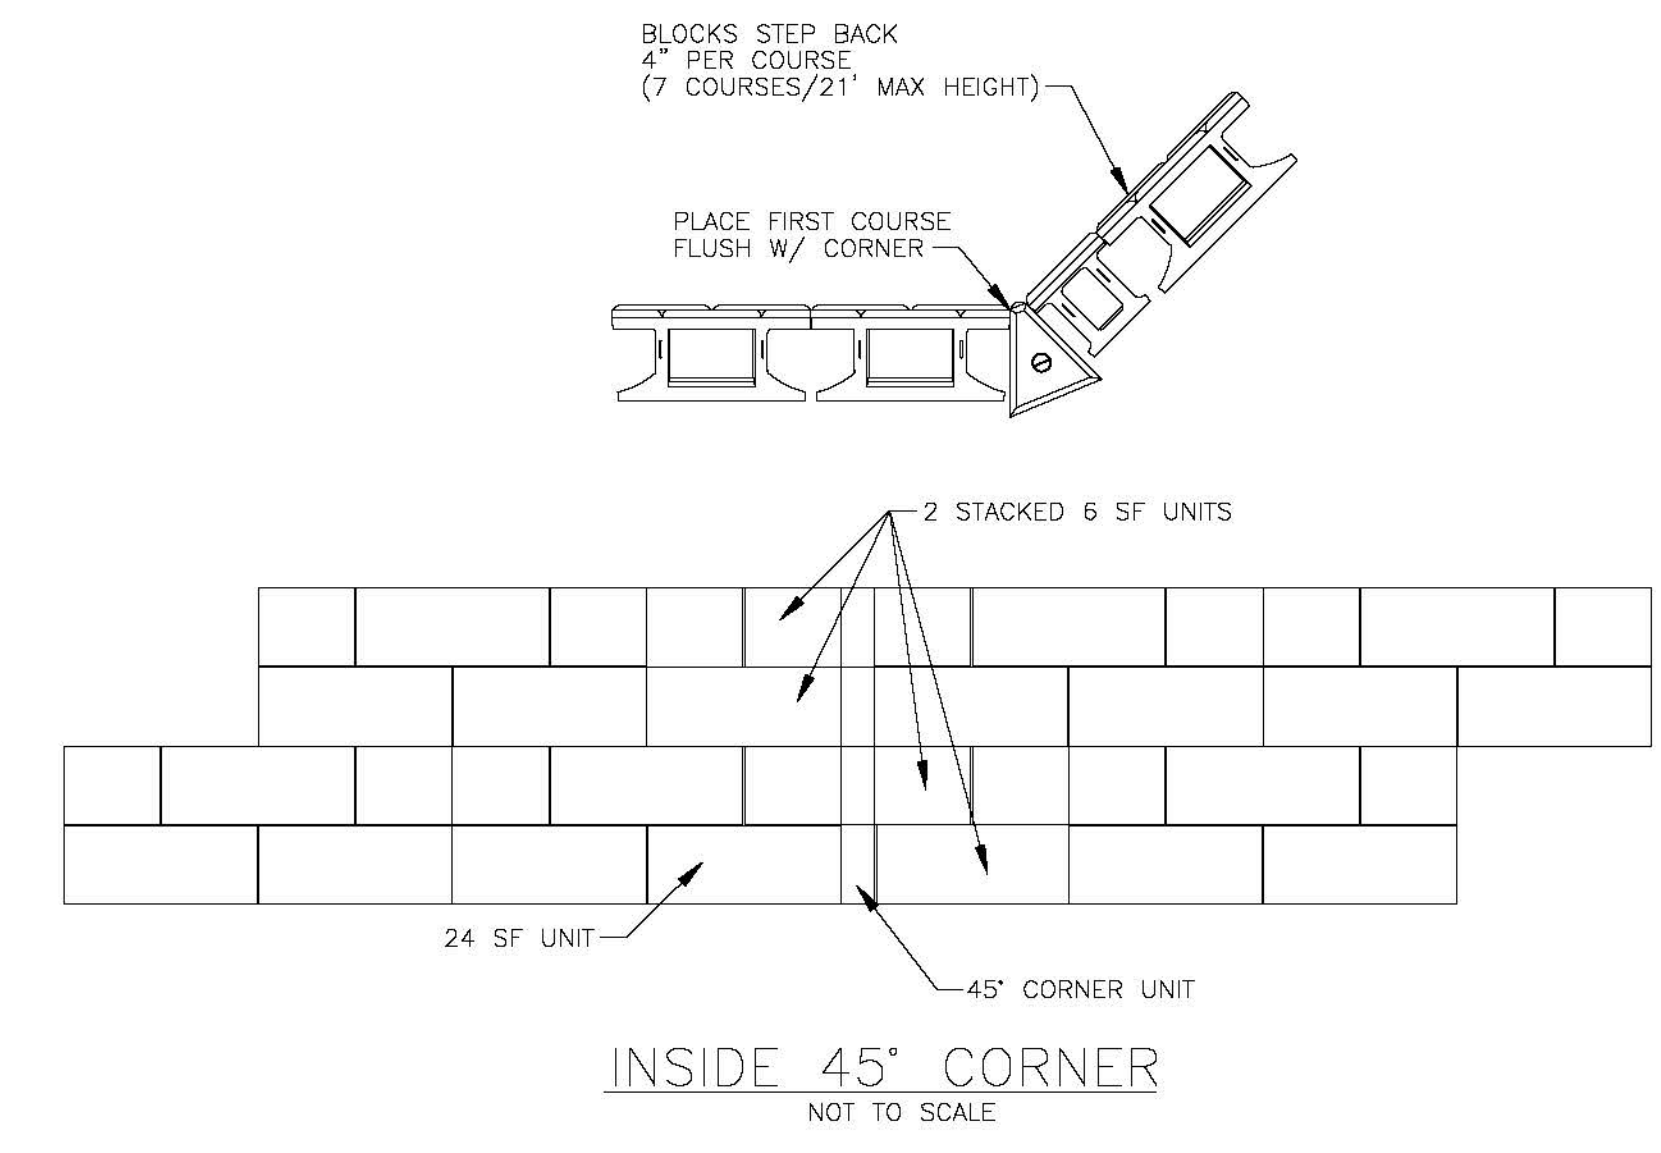 BLOCKS STEP BACK
4" PER COURSE
(7 COURSES/21' MAX HEIGHT)
PLACE FIRST COURSE
FLUSH W/ CORNER
2 STACKED 6 SF UNITS
24 SF UNIT
45° CORNER UNIT
INSIDE 45° CORNER
NOT TO SCALE